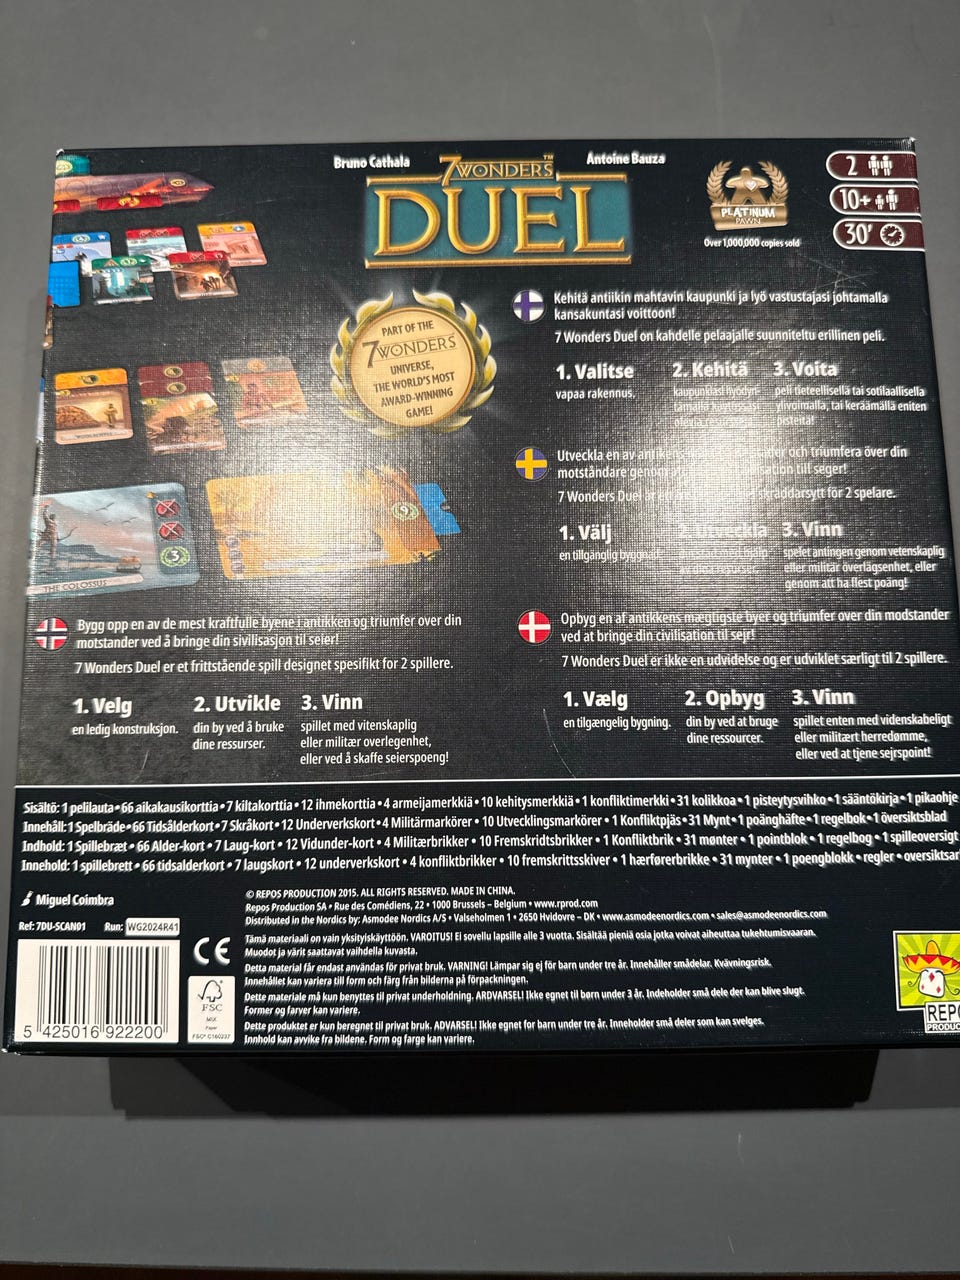 Bruno Cathala
7 WONDERS™
DUEL
Antoine Bauza
PLATINUM
PAWN
Over 1,000,000 copies sold
2
10+
30'
PART OF THE
7 WONDERS
UNIVERSE,
THE WORLD'S MOST
AWARD-WINNING
GAME!
THE COLOSSUS
9
3
Kehitä antiikin mahtavin kaupunki ja lyö vastustajasi johtamalla
kansakuntasi voittoon!
7 Wonders Duel on kahdelle pelaajalle suunniteltu erillinen peli.
1. Valitse
vapaa rakennus.
2. Kehitä
kaupunkiasi hyödyn-
tämällä
3. Voita
peli tieteellisellä tai sotilaallisella
ylivoimalla, tai keräämällä eniten
pisteitä!
Utveckla en av antikens och triumfera över din
motståndare genom till seger!
7 Wonders Duel är skräddarsytt för 2 spelare.
1. Välj
en tillgänglig byggnad.
2. Utveckla
av dina resurser.
3. Vinn
spelet antingen genom vetenskaplig
eller militär överlägsenhet, eller
genom att ha flest poäng!
Bygg opp en av de mest kraftfulle byene i antikken og triumfer over din
motstander ved å bringe din sivilisasjon til seier!
7 Wonders Duel er et frittstående spill designet spesifikt for 2 spillere.
1. Velg
en ledig konstruksjon.
2. Utvikle
din by ved å bruke
dine ressurser.
3. Vinn
spillet med vitenskaplig
eller militær overlegenhet,
eller ved å skaffe seierspoeng!
Opbyg en af antikkens mægtigste byer og triumfer over din modstander
ved at bringe din civilisation til sejr!
7 Wonders Duel er ikke en udvidelse og er udviklet særligt til 2 spillere.
1. Vælg
en tilgængelig bygning.
2. Opbyg
din by ved at bruge
dine ressourcer.
3. Vinn
spillet enten med videnskabeligt
eller militært herredømme,
eller ved at tjene sejrspoint!
Sisältö: 1 pelilauta • 66 aikakausikorttia • 7 kiltakorttia • 12 ihmekorttia • 4 armeijamerkkiä • 10 kehitysmerkkiä • 1 konfliktimerkki • 31 kolikkoa • 1 pisteytysvihko • 1 sääntökirja • 1 pikaohje
Innehåll: 1 Spelbräde • 66 Tidsålderkort • 7 Skråkort • 12 Underverkskort • 4 Militärmarkörer • 10 Utvecklingsmarkörer • 1 Konfliktpjäs • 31 Mynt • 1 poänghäfte • 1 regelbok • 1 översiktsblad
Indhold: 1 Spillebræt • 66 Alder-kort • 7 Laug-kort • 12 Vidunder-kort • 4 Militærbrikker • 10 Fremskridtsbrikker • 1 Konfliktbrik • 31 mønter • 1 pointblok • 1 regelbog • 1 spilleoversigt
Innehold: 1 spillebrett • 66 tidsalderkort • 7 laugskort • 12 underverkskort • 4 konfliktbrikker • 10 fremskrittsskiver • 1 hærførerbrikke • 31 mynter • 1 poengblokk • regler • oversiktsar
Miguel Coimbra
Ref: 7DU-SCAN01 Run: WG2024R41
5 425016 922200
© REPOS PRODUCTION 2015. ALL RIGHTS RESERVED. MADE IN CHINA.
Repos Production SA • Rue des Comédiens, 22 • 1000 Brussels – Belgium • www.rprod.com
Distributed in the Nordics by: Asmodee Nordics A/S • Valseholmen 1 • 2650 Hvidovre – DK • www.asmodeenordics.com • sales@asmodeenordics.com
CE
FSC
MIX
Paper
FSC® C160237
Tämä materiaali on vain yksityiskäyttöön. VAROITUS! Ei sovellu lapsille alle 3 vuotta. Sisältää pieniä osia jotka voivat aiheuttaa tukehtumisvaaran.
Muodot ja värit saattavat vaihdella kuvasta.
Detta material får endast användas för privat bruk. VARNING! Lämpar sig ej för barn under tre år. Innehåller smådelar. Kvävningsrisk.
Innehållet kan variera till form och färg från bilderna på förpackningen.
Dette materiale må kun benyttes til privat underholdning. ARDVARSEL! Ikke egnet til børn under 3 år. Indeholder små dele der kan blive slugt.
Former og farver kan variere.
Dette produktet er kun beregnet til privat bruk. ADVARSEL! Ikke egnet for barn under tre år. Inneholder små deler som kan svelges.
Innhold kan avvike fra bildene. Form og farge kan variere.
REPO
PRODUC